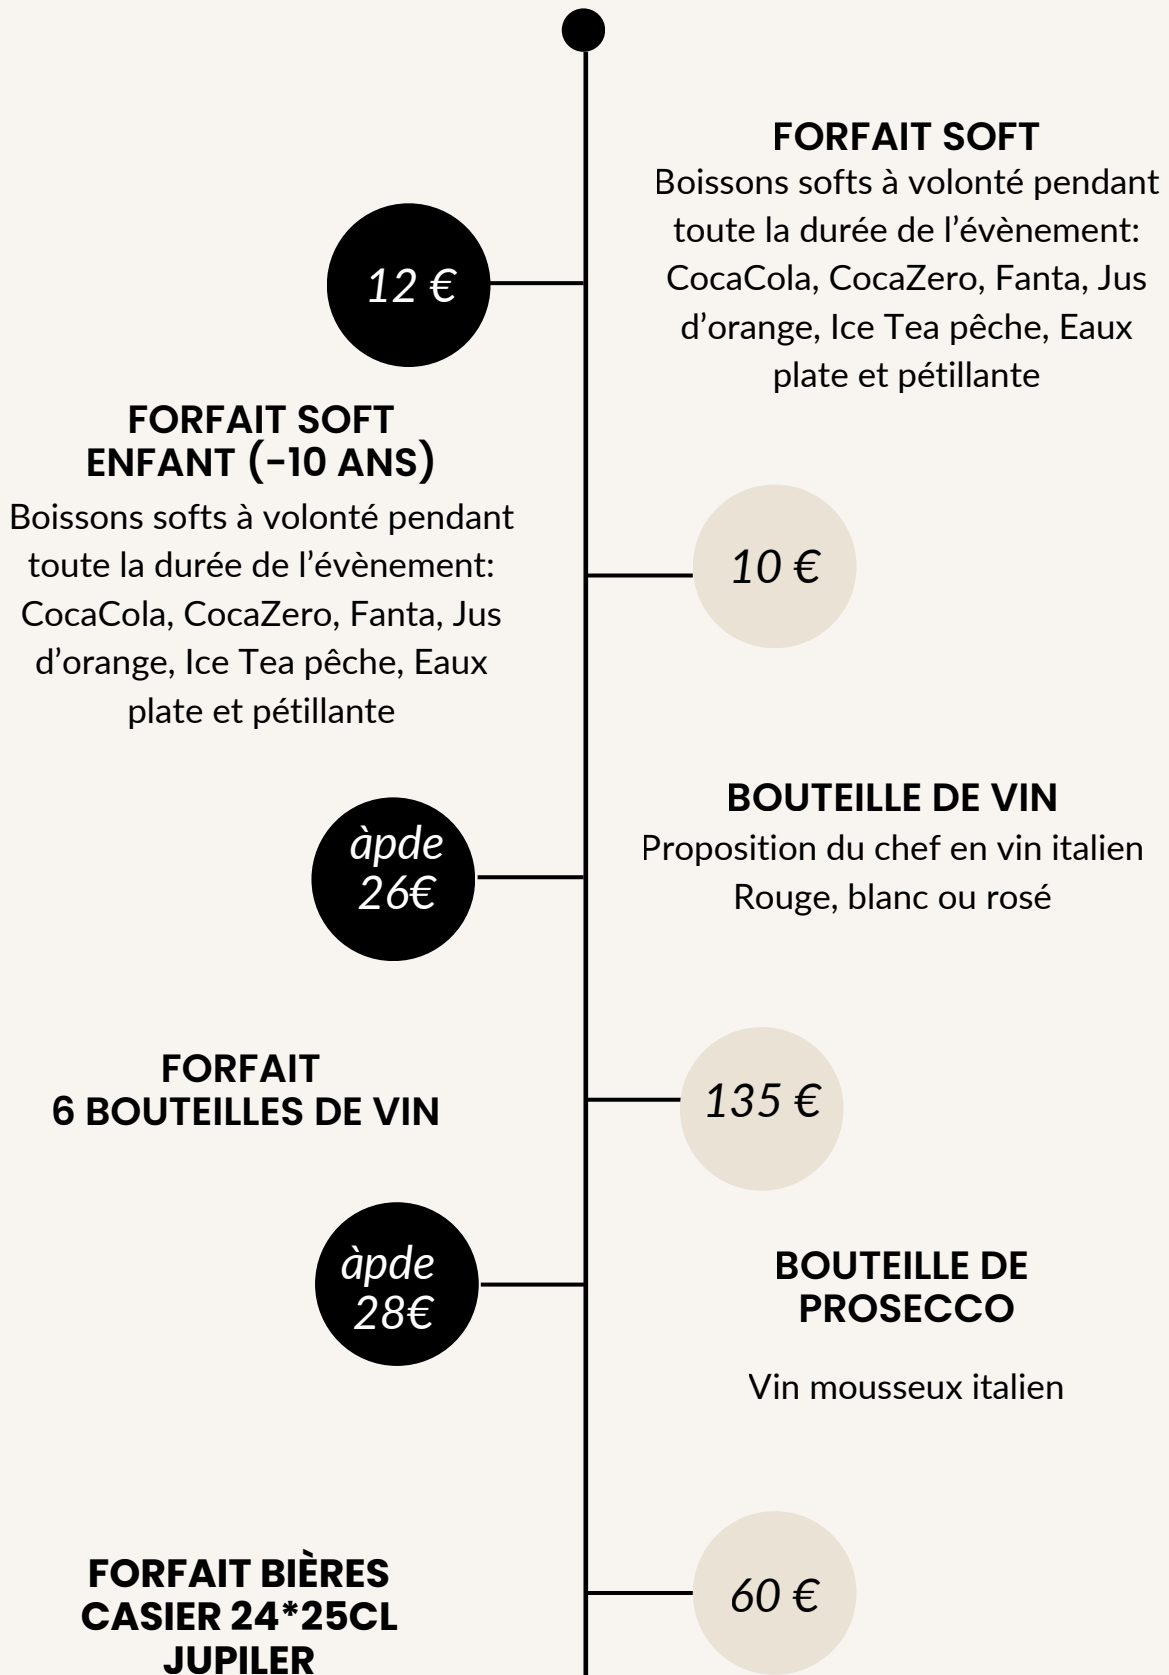 FORFAIT SOFT
Boissons softs à volonté pendant
toute la durée de l'évènement:
CocaCola, CocaZero, Fanta, Jus
d'orange, Ice Tea pêche, Eaux
plate et pétillante
12 €
FORFAIT SOFT
ENFANT (-10 ANS)
Boissons softs à volonté pendant
toute la durée de l'évènement:
CocaCola, CocaZero, Fanta, Jus
d'orange, Ice Tea pêche, Eaux
plate et pétillante
10 €
BOUTEILLE DE VIN
Proposition du chef en vin italien
Rouge, blanc ou rosé
àpde
26€
FORFAIT
6 BOUTEILLES DE VIN
135 €
BOUTEILLE DE
PROSECCO
Vin mousseux italien
àpde
28€
FORFAIT BIÈRES
CASIER 24*25CL
JUPILER
60 €